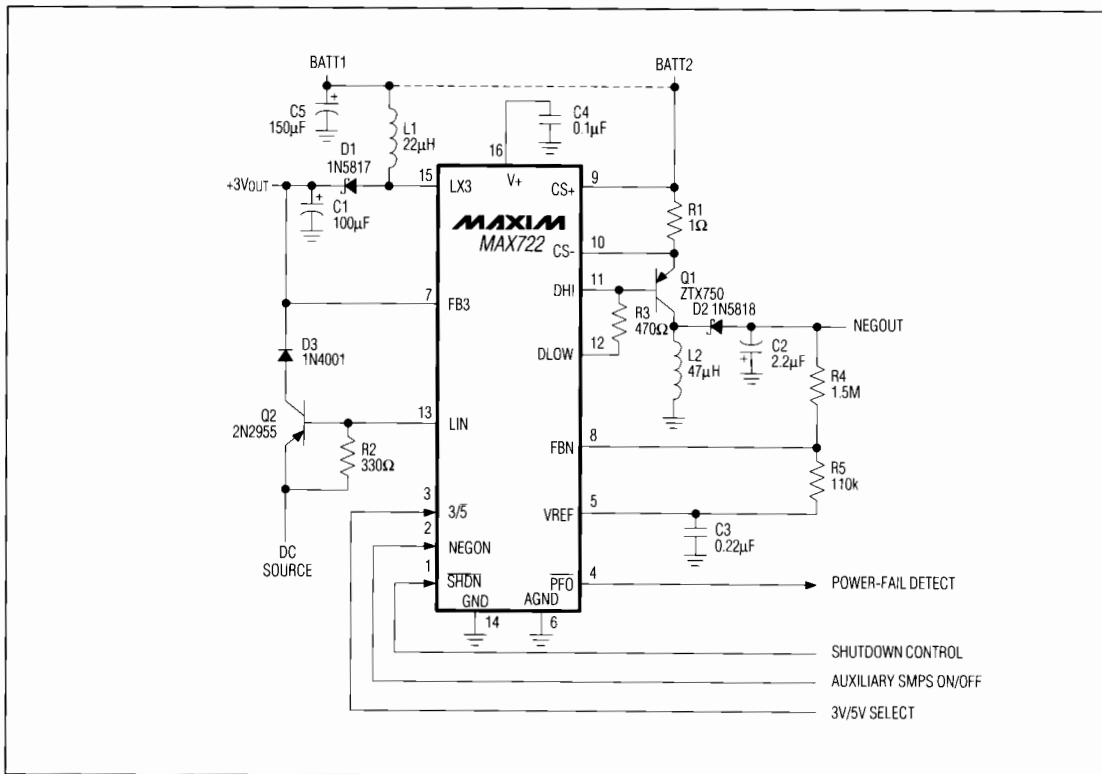 BATT1
BATT2
C5
150µF
L1
22µH
C4
0.1µF
D1
1N5817
16
V+
+3VOUT
15
LX3
CS+
9
C1
100µF
MAXIM
MAX722
R1
1Ω
CS-
10
DHI
11
Q1
ZTX750
D2 1N5818
7
FB3
R3
470Ω
NEGOUT
DLOW
12
C2
2.2µF
L2
47µH
R4
1.5M
D3
1N4001
Q2
2N2955
13
LIN
FBN
8
R2
330Ω
R5
110k
3
3/5
VREF
5
2
NEGON
C3
0.22µF
DC
SOURCE
1
SHDN
PFO
4
POWER-FAIL DETECT
GND
14
AGND
6
SHUTDOWN CONTROL
AUXILIARY SMPS ON/OFF
3V/5V SELECT